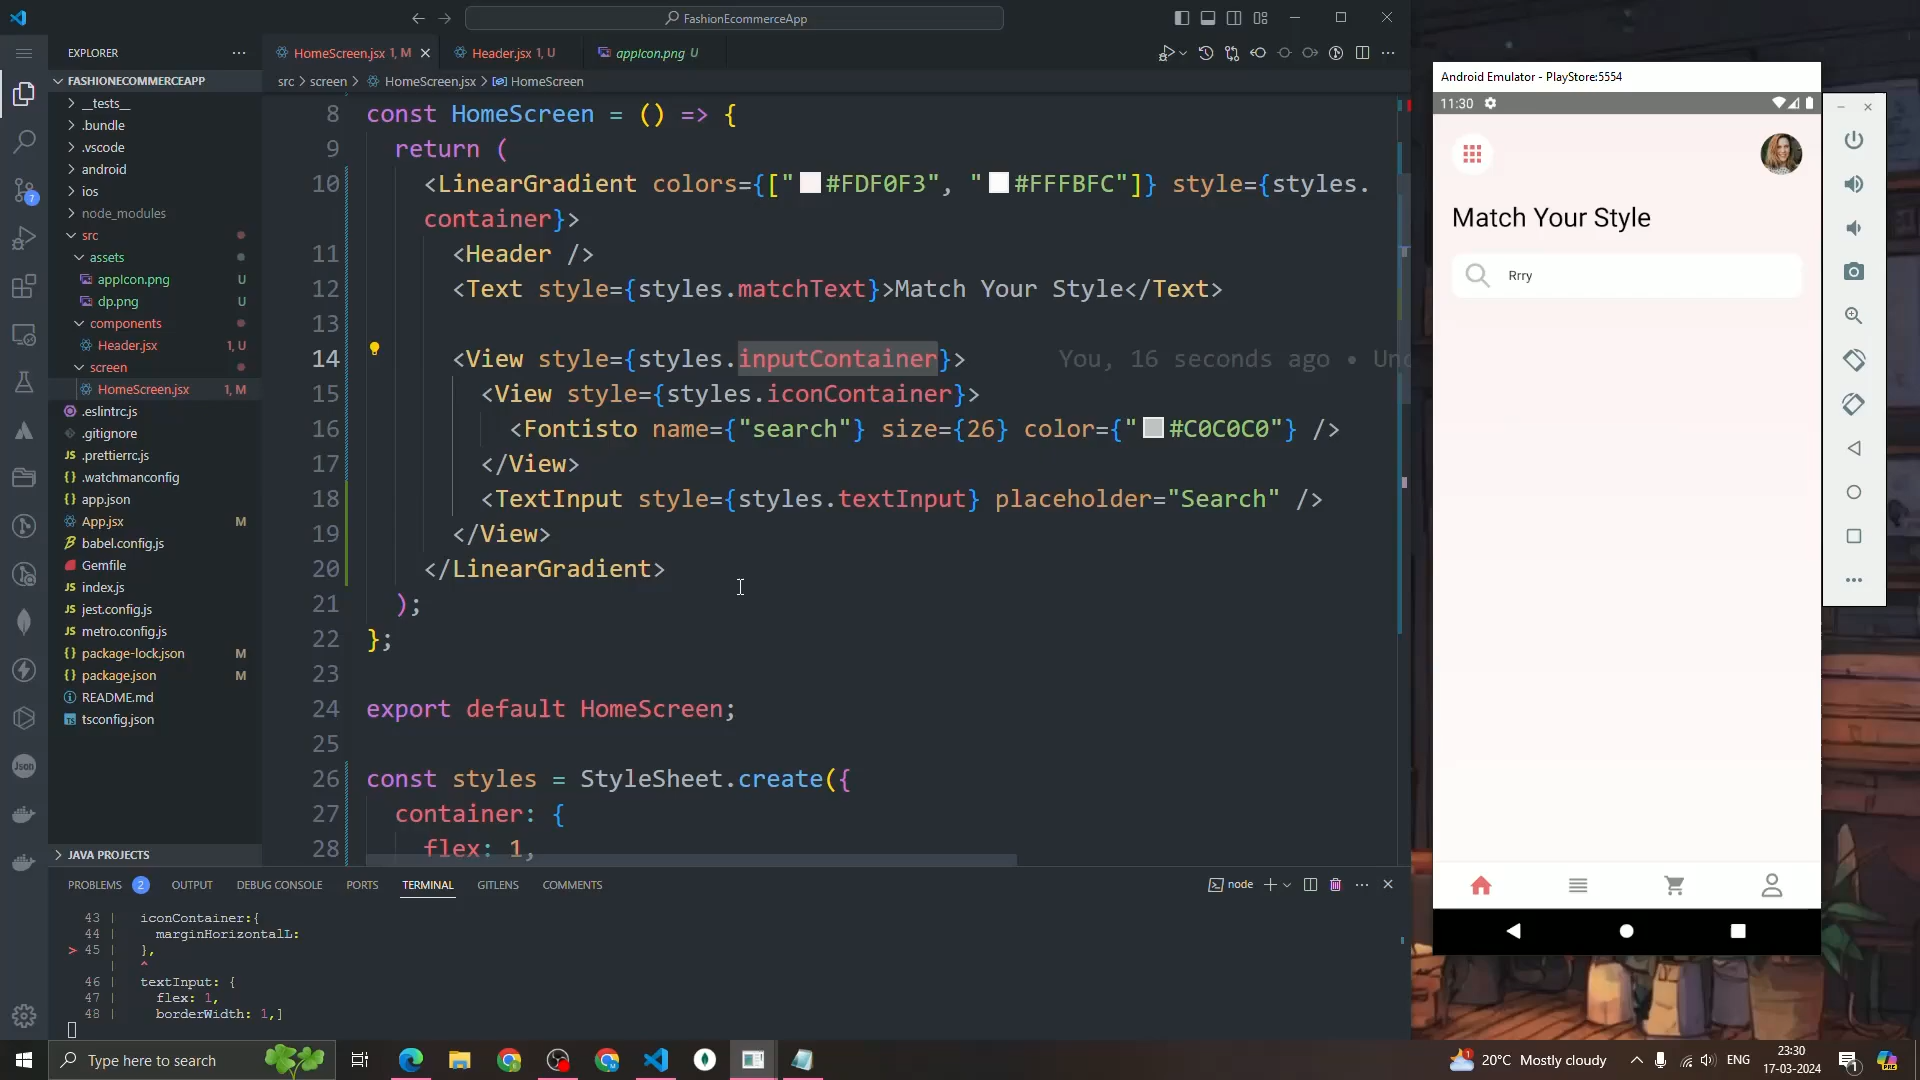 FashionEcommerceApp
EXPLORER
FASHIONECOMMERCEAPP
__tests__
.bundle
.vscode
android
ios
node_modules
src
assets
appIcon.png U
dp.png U
components
Header.jsx 1, U
screen
HomeScreen.jsx 1, M
.eslintrc.js
.gitignore
.prettierrc.js
.watchmanconfig
app.json
App.jsx M
babel.config.js
Gemfile
index.js
jest.config.js
metro.config.js
package-lock.json M
package.json M
README.md
tsconfig.json
JAVA PROJECTS
HomeScreen.jsx 1, M
Header.jsx 1, U
appIcon.png U
src > screen > HomeScreen.jsx > HomeScreen
8 const HomeScreen = () => {
9 return (
10 <LinearGradient colors={["#FDF0F3", "#FFFBFC"]} style={styles.
container}>
11 <Header />
12 <Text style={styles.matchText}>Match Your Style</Text>
13
14 <View style={styles.inputContainer}> You, 16 seconds ago • Unc
15 <View style={styles.iconContainer}>
16 <Fontisto name={"search"} size={26} color={"#C0C0C0"} />
17 </View>
18 <TextInput style={styles.textInput} placeholder="Search" />
19 </View>
20 </LinearGradient>
21 );
22 };
23
24 export default HomeScreen;
25
26 const styles = StyleSheet.create({
27 container: {
28 flex: 1,
PROBLEMS 2 OUTPUT DEBUG CONSOLE PORTS TERMINAL GITLENS COMMENTS
node
43 | iconContainer:{
44 | marginHorizontalL:
> 45 | },
| ^
46 | textInput: {
47 | flex: 1,
48 | borderWidth: 1,]
Android Emulator - PlayStore:5554
11:30
Match Your Style
Rrry
7
Json
Type here to search
20°C Mostly cloudy
ENG
23:30
17-03-2024
1
PRE